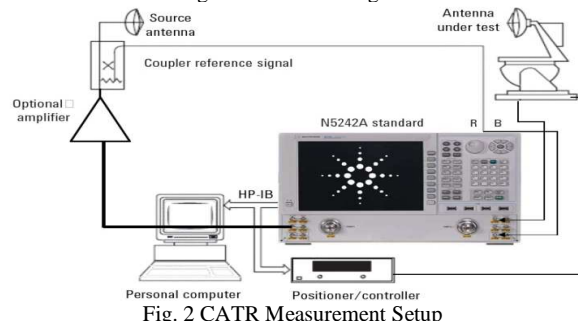 Source
antenna
Antenna
under test
Coupler reference signal
Optional
amplifier
N5242A standard
R B
HP-IB
Personal computer
Positioner/controller
Fig. 2 CATR Measurement Setup